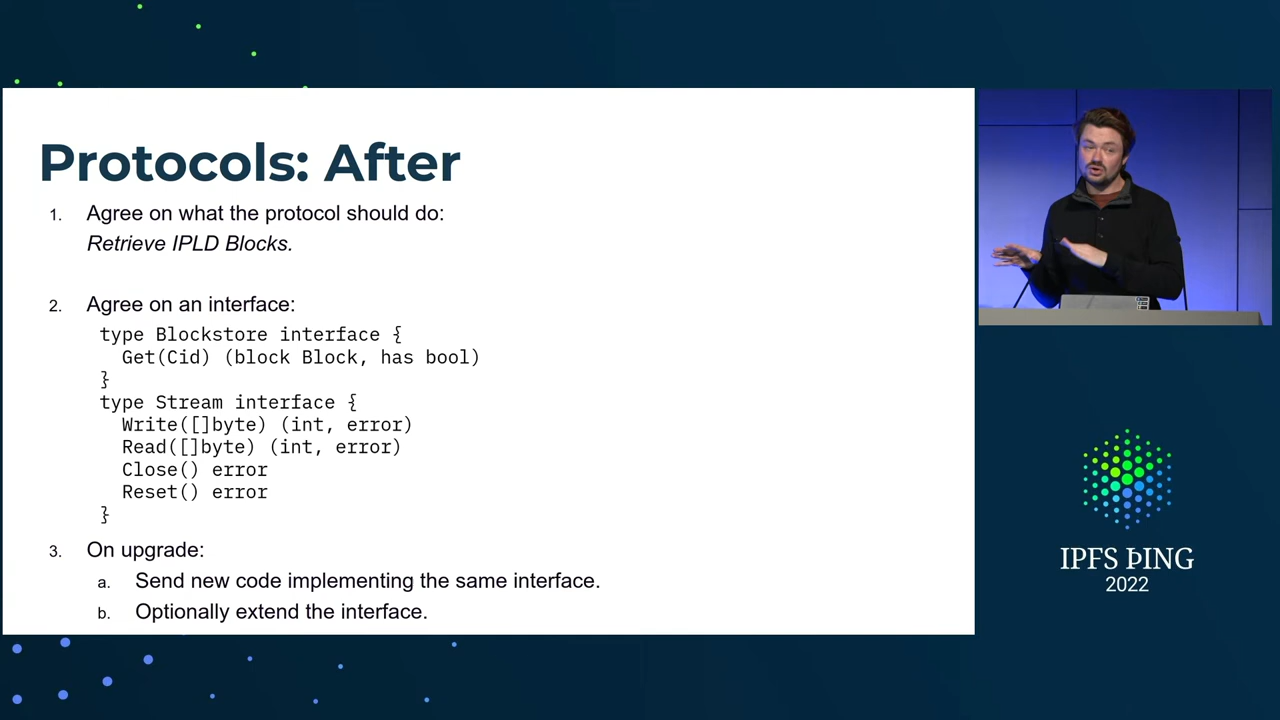 Protocols: After
1. Agree on what the protocol should do:
Retrieve IPLD Blocks.
2. Agree on an interface:
type Blockstore interface {
  Get(Cid) (block Block, has bool)
}
type Stream interface {
  Write([]byte) (int, error)
  Read([]byte) (int, error)
  Close() error
  Reset() error
}
3. On upgrade:
a. Send new code implementing the same interface.
b. Optionally extend the interface.
IPFS ÞING
2022